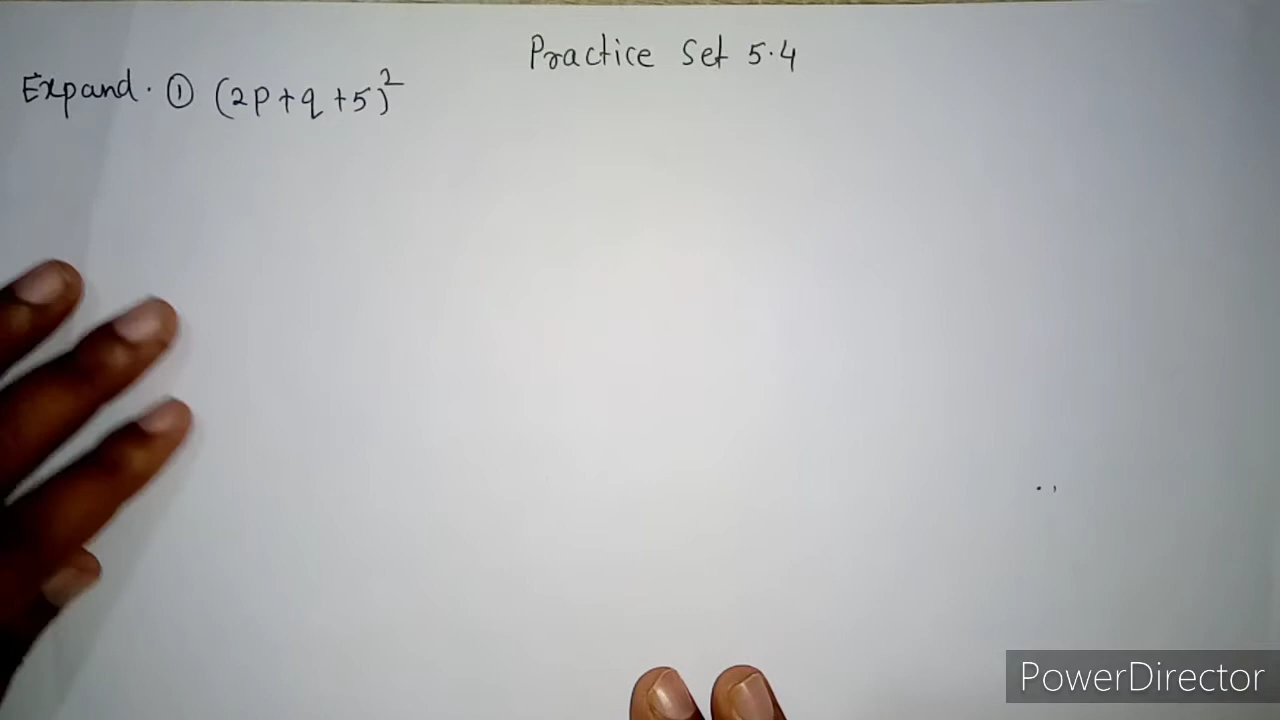 Practice Set 5.4
Expand. ① (2p+q+5)²
PowerDirector